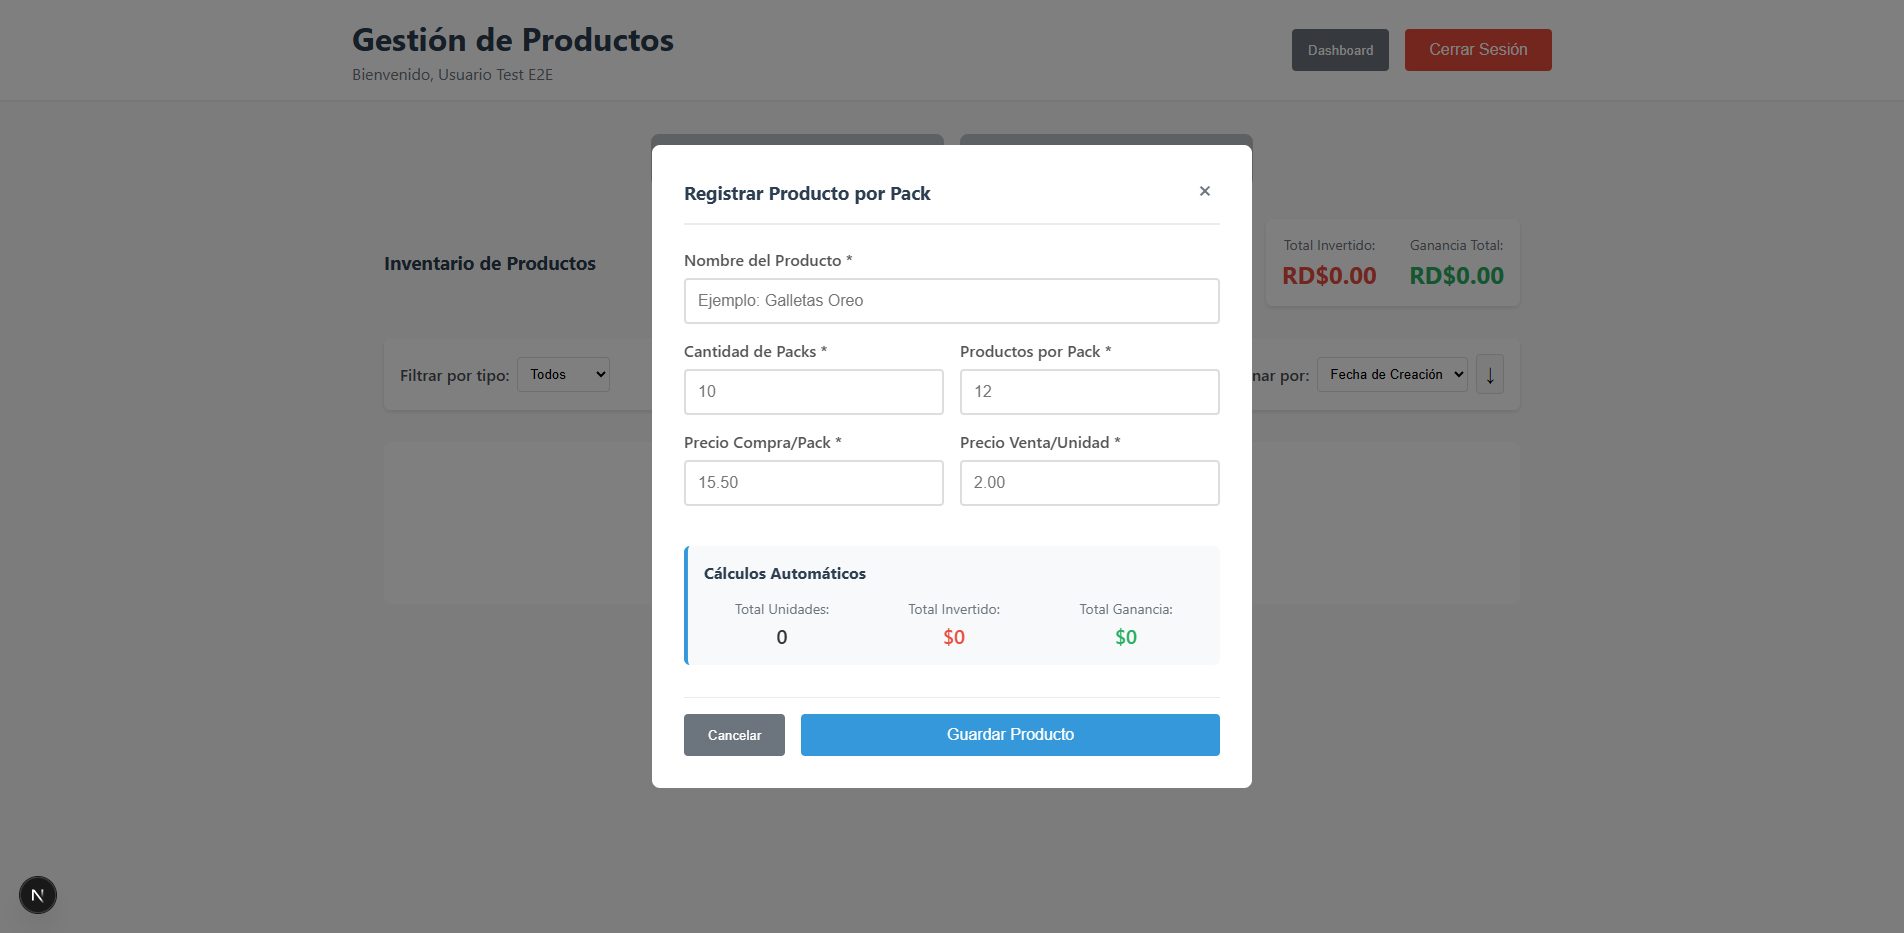 Gestión de Productos
Bienvenido, Usuario Test E2E
Dashboard
Cerrar Sesión
Registrar Producto por Pack
×
Inventario de Productos
Total Invertido:
Ganancia Total:
RD$0.00
RD$0.00
Nombre del Producto *
Ejemplo: Galletas Oreo
Cantidad de Packs *
Productos por Pack *
10
12
Filtrar por tipo:
Todos
nar por:
Fecha de Creación
↓
Precio Compra/Pack *
Precio Venta/Unidad *
15.50
2.00
Cálculos Automáticos
Total Unidades:
Total Invertido:
Total Ganancia:
0
$0
$0
Cancelar
Guardar Producto
N